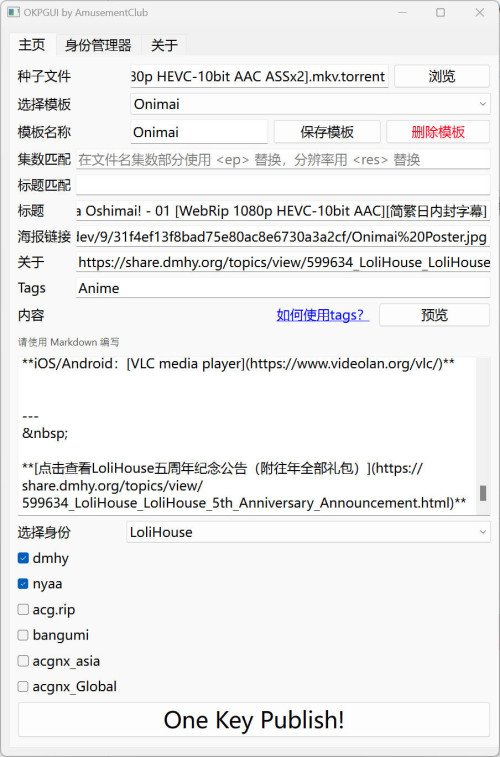 OKPGUI by AmusementClub
主页 身份管理器 关于
种子文件 30p HEVC-10bit AAC ASSx2].mkv.torrent 浏览
选择模板 Onimai
模板名称 Onimai 保存模板 删除模板
集数匹配 在文件名集数部分使用 <ep> 替换，分辨率用 <res> 替换
标题匹配
标题 a Oshimai! - 01 [WebRip 1080p HEVC-10bit AAC][简繁日内封字幕]
海报链接 dev/9/31f4ef13f8bad75e80ac8e6730a3a2cf/Onimai%20Poster.jpg
关于 https://share.dmhy.org/topics/view/599634_LoliHouse_LoliHouse
Tags Anime
内容 如何使用tags？ 预览
请使用 Markdown 编写
**iOS/Android：[VLC media player](https://www.videolan.org/vlc/)**
---
&nbsp;
**[点击查看LoliHouse五周年纪念公告（附往年全部礼包）](https://
share.dmhy.org/topics/view/
599634_LoliHouse_LoliHouse_5th_Anniversary_Announcement.html)**
选择身份 LoliHouse
dmhy
nyaa
acg.rip
bangumi
acgnx_asia
acgnx_Global
One Key Publish!